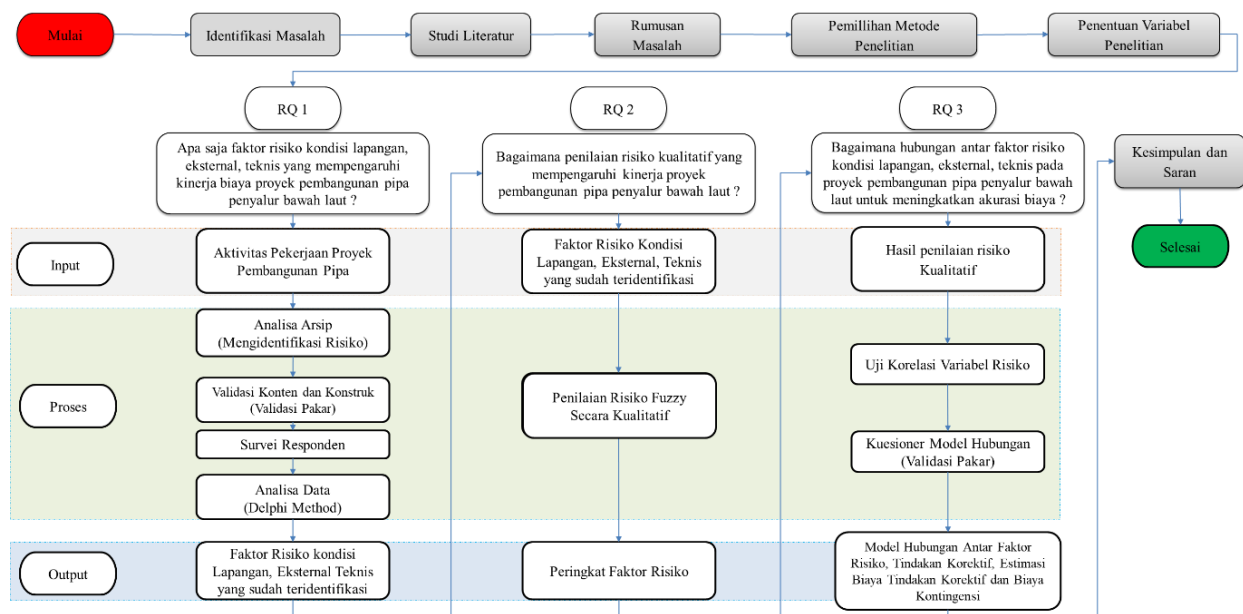 Mulai
Identifikasi Masalah
Studi Literatur
Rumusan
Masalah
Pemillihan Metode
Penelitian
Penentuan Variabel
Penelitian
RQ 1
RQ 2
RQ 3
Apa saja faktor risiko kondisi lapangan,
eksternal, teknis yang mempengaruhi
kinerja biaya proyek pembangunan pipa
penyalur bawah laut ?
Bagaimana penilaian risiko kualitatif yang
mempengaruhi kinerja proyek
pembangunan pipa penyalur bawah laut ?
Bagaimana hubungan antar faktor risiko
kondisi lapangan, eksternal, teknis pada
proyek pembangunan pipa penyalur bawah
laut untuk meningkatkan akurasi biaya ?
Kesimpulan dan
Saran
Selesai
Input
Aktivitas Pekerjaan Proyek
Pembangunan Pipa
Faktor Risiko Kondisi
Lapangan, Eksternal, Teknis
yang sudah teridentifikasi
Hasil penilaian risiko
Kualitatif
Proses
Analisa Arsip
(Mengidentifikasi Risiko)
Validasi Konten dan Konstruk
(Validasi Pakar)
Survei Responden
Analisa Data
(Delphi Method)
Penilaian Risiko Fuzzy
Secara Kualitatif
Uji Korelasi Variabel Risiko
Kuesioner Model Hubungan
(Validasi Pakar)
Output
Faktor Risiko kondisi
Lapangan, Eksternal Teknis
yang sudah teridentifikasi
Peringkat Faktor Risiko
Model Hubungan Antar Faktor
Risiko, Tindakan Korektif, Estimasi
Biaya Tindakan Korektif dan Biaya
Kontingensi